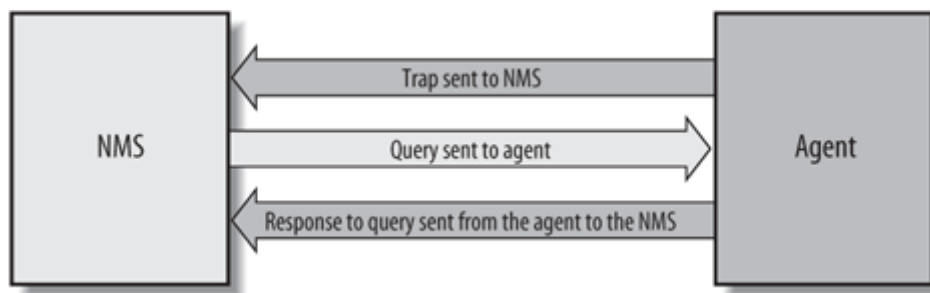 Trap sent to NMS
NMS
Query sent to agent
Agent
Response to query sent from the agent to the NMS